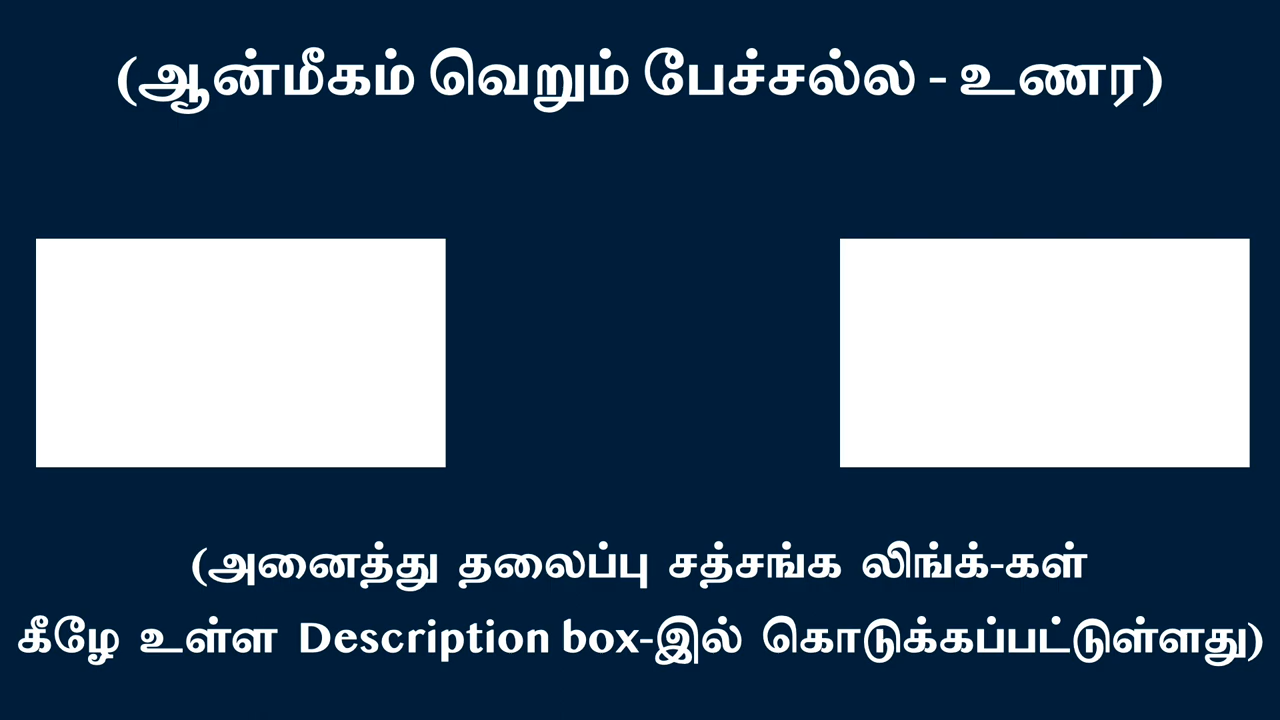 (ஆன்மீகம் வெறும் பேச்சல்ல - உணர)
(அனைத்து தலைப்பு சத்சங்க லிங்க்-கள்
கீழே உள்ள Description box-இல் கொடுக்கப்பட்டுள்ளது)